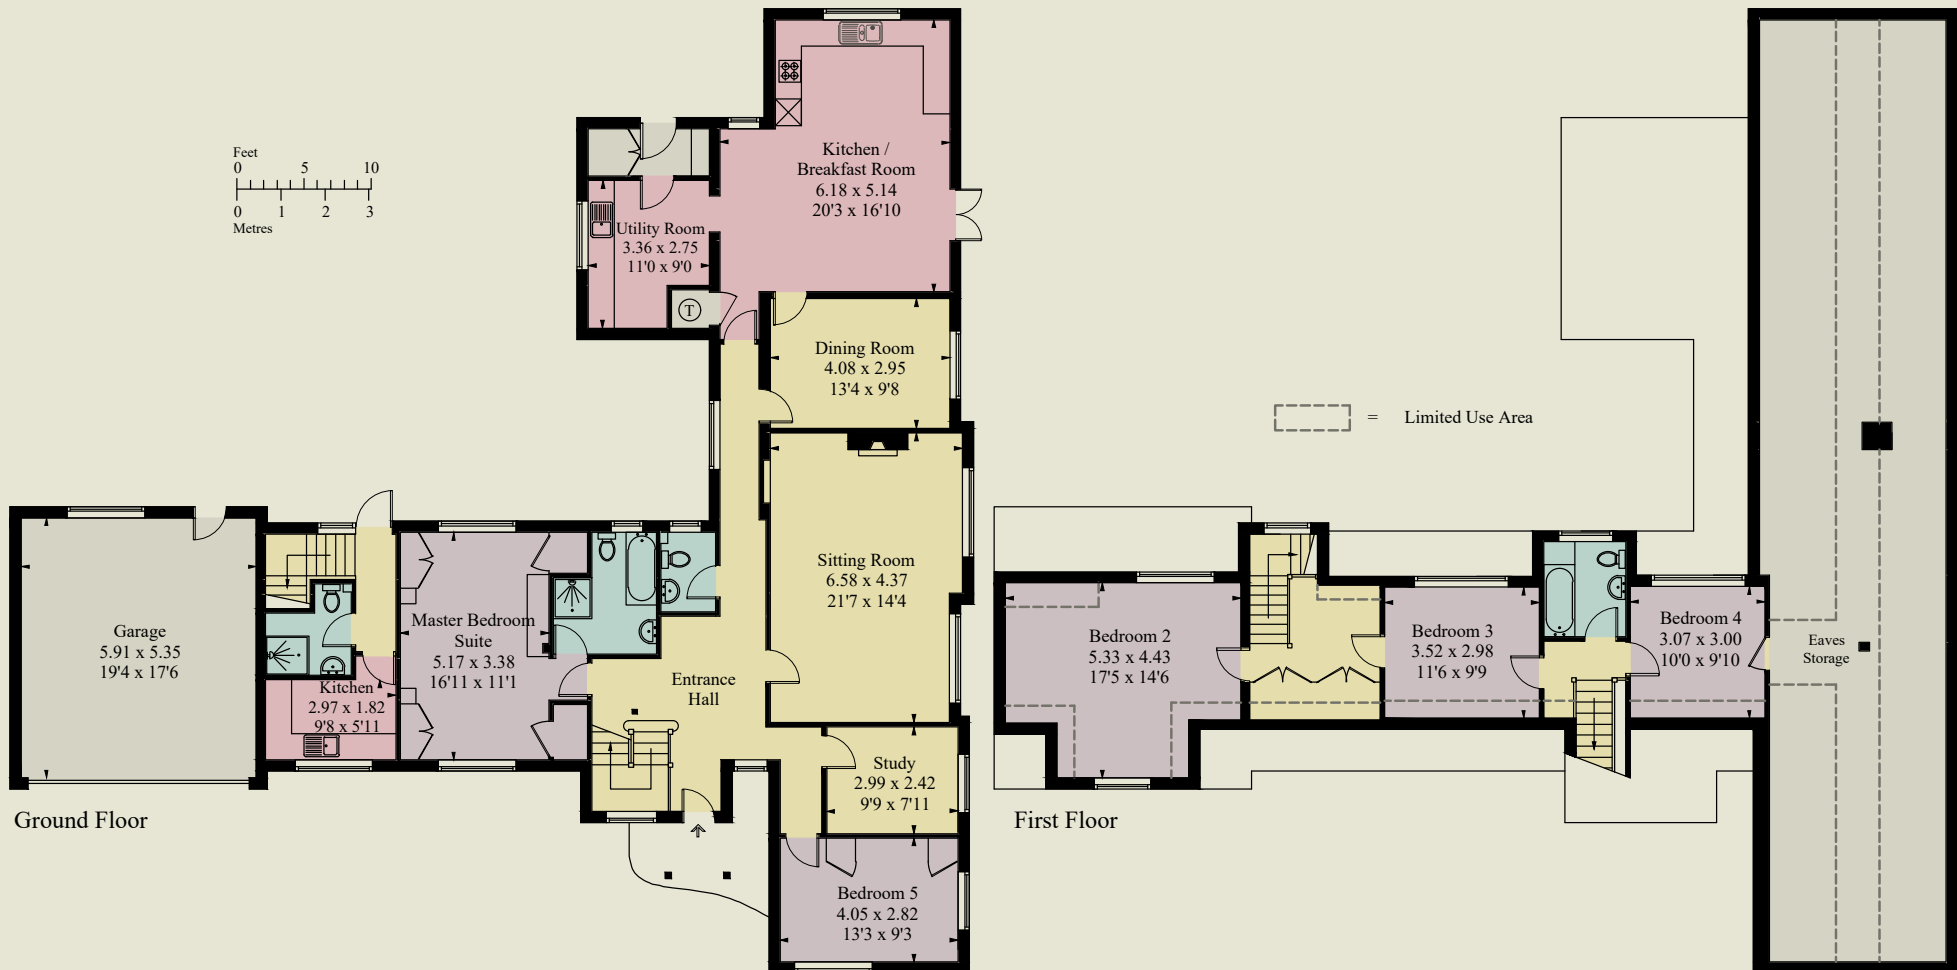 Feet
0 5 10
0 1 2 3
Metres
Kitchen /
Breakfast Room
6.18 x 5.14
20'3 x 16'10
Utility Room
3.36 x 2.75
11'0 x 9'0
T
Dining Room
4.08 x 2.95
13'4 x 9'8
= Limited Use Area
Sitting Room
6.58 x 4.37
21'7 x 14'4
Garage
5.91 x 5.35
19'4 x 17'6
Master Bedroom
Suite
5.17 x 3.38
16'11 x 11'1
Kitchen
2.97 x 1.82
9'8 x 5'11
Entrance
Hall
Study
2.99 x 2.42
9'9 x 7'11
Bedroom 5
4.05 x 2.82
13'3 x 9'3
Ground Floor
Bedroom 2
5.33 x 4.43
17'5 x 14'6
Bedroom 3
3.52 x 2.98
11'6 x 9'9
Bedroom 4
3.07 x 3.00
10'0 x 9'10
Eaves
Storage
First Floor